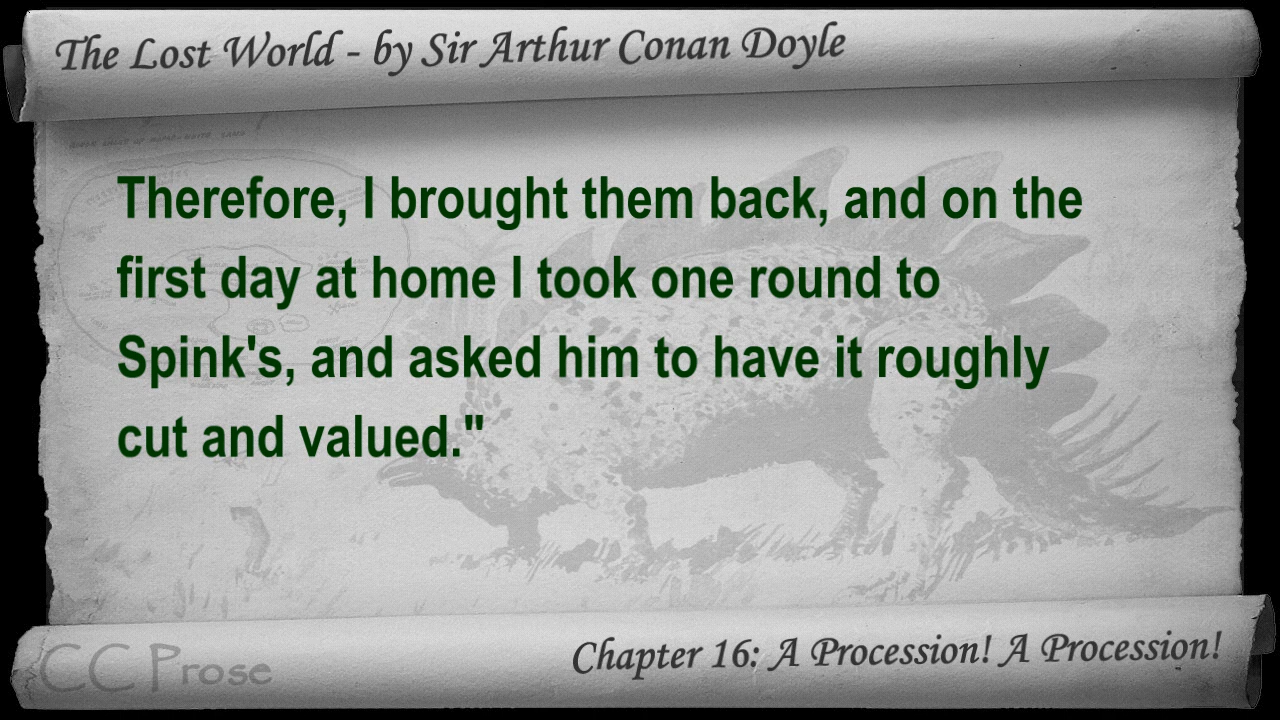 The Lost World - by Sir Arthur Conan Doyle
Therefore, I brought them back, and on the
first day at home I took one round to
Spink's, and asked him to have it roughly
cut and valued."
CC Prose
Chapter 16: A Procession! A Procession!